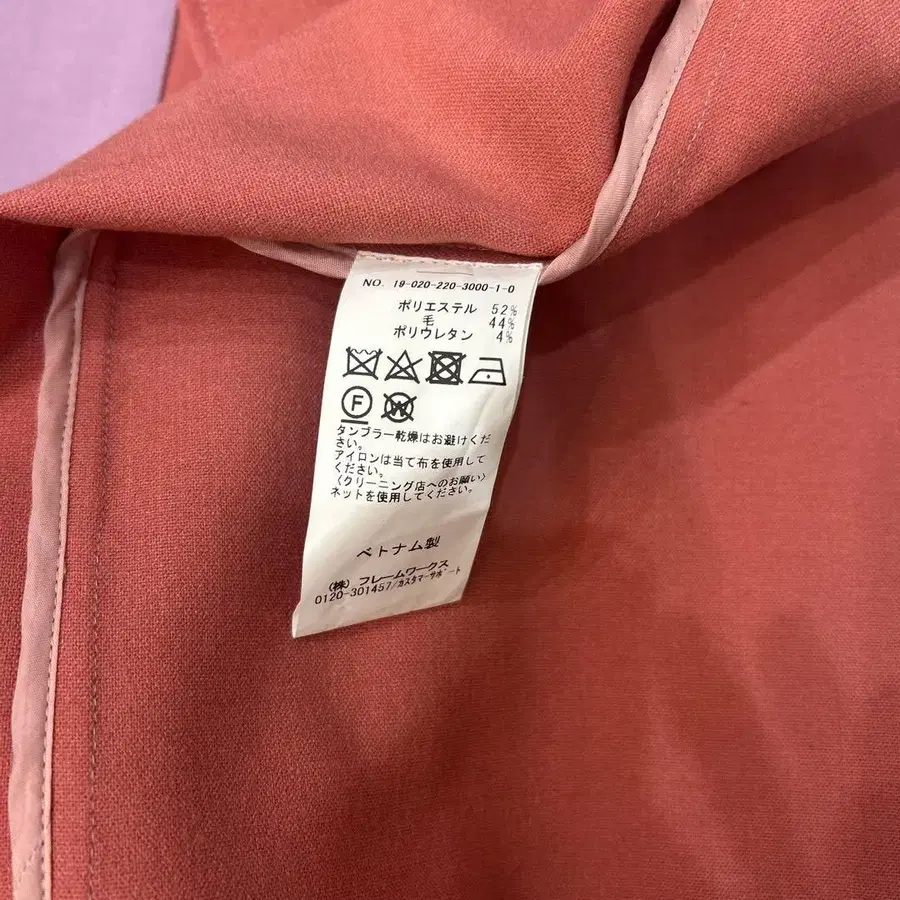 NO. 19-020-220-3000-1-0
ポリエステル 52%
毛 44%
ポリウレタン 4%
F W
タンブラー乾燥はお避けくだ
さい。
アイロンは当て布を使用して
ください。
〈クリーニング店へのお願い〉
ネットを使用してください。
ベトナム製
(株) フレームワークス
0120-301457/カスタマーサポート